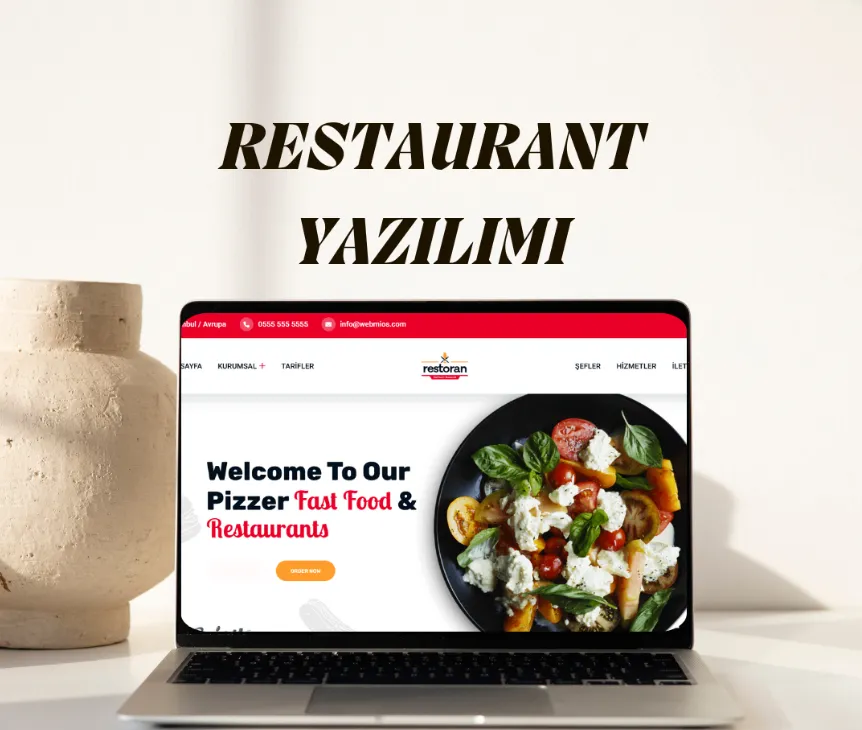 RESTAURANT
YAZILIMI
/ Avrupa 0555 555 5555 info@webmios.com
KURUMSAL + TARİFLER restoran ŞEFLER HİZMETLER
Welcome To Our
Pizzer Fast Food &
Restaurants
ORDER NOW